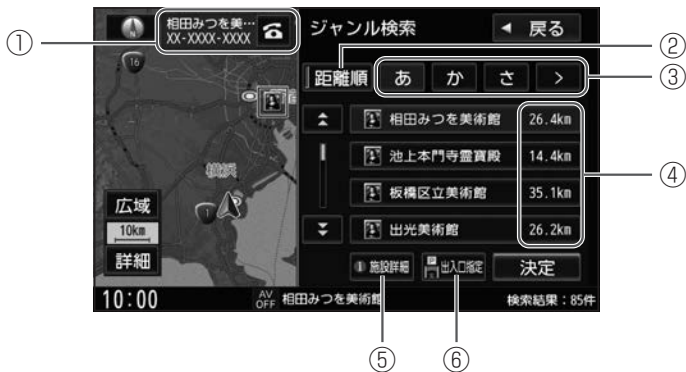 ①
相田みつを美…
XX-XXXX-XXXX
ジャンル検索
戻る
②
距離順
あ
か
さ
>
③
N
16
相田みつを美術館 26.4km
池上本門寺霊寶殿 14.4km
板橋区立美術館 35.1km
出光美術館 26.2km
④
横浜
1
広域
10km
詳細
施設詳細
出入口指定
決定
10:00
AV OFF
相田みつを美術館
検索結果：85件
⑤
⑥